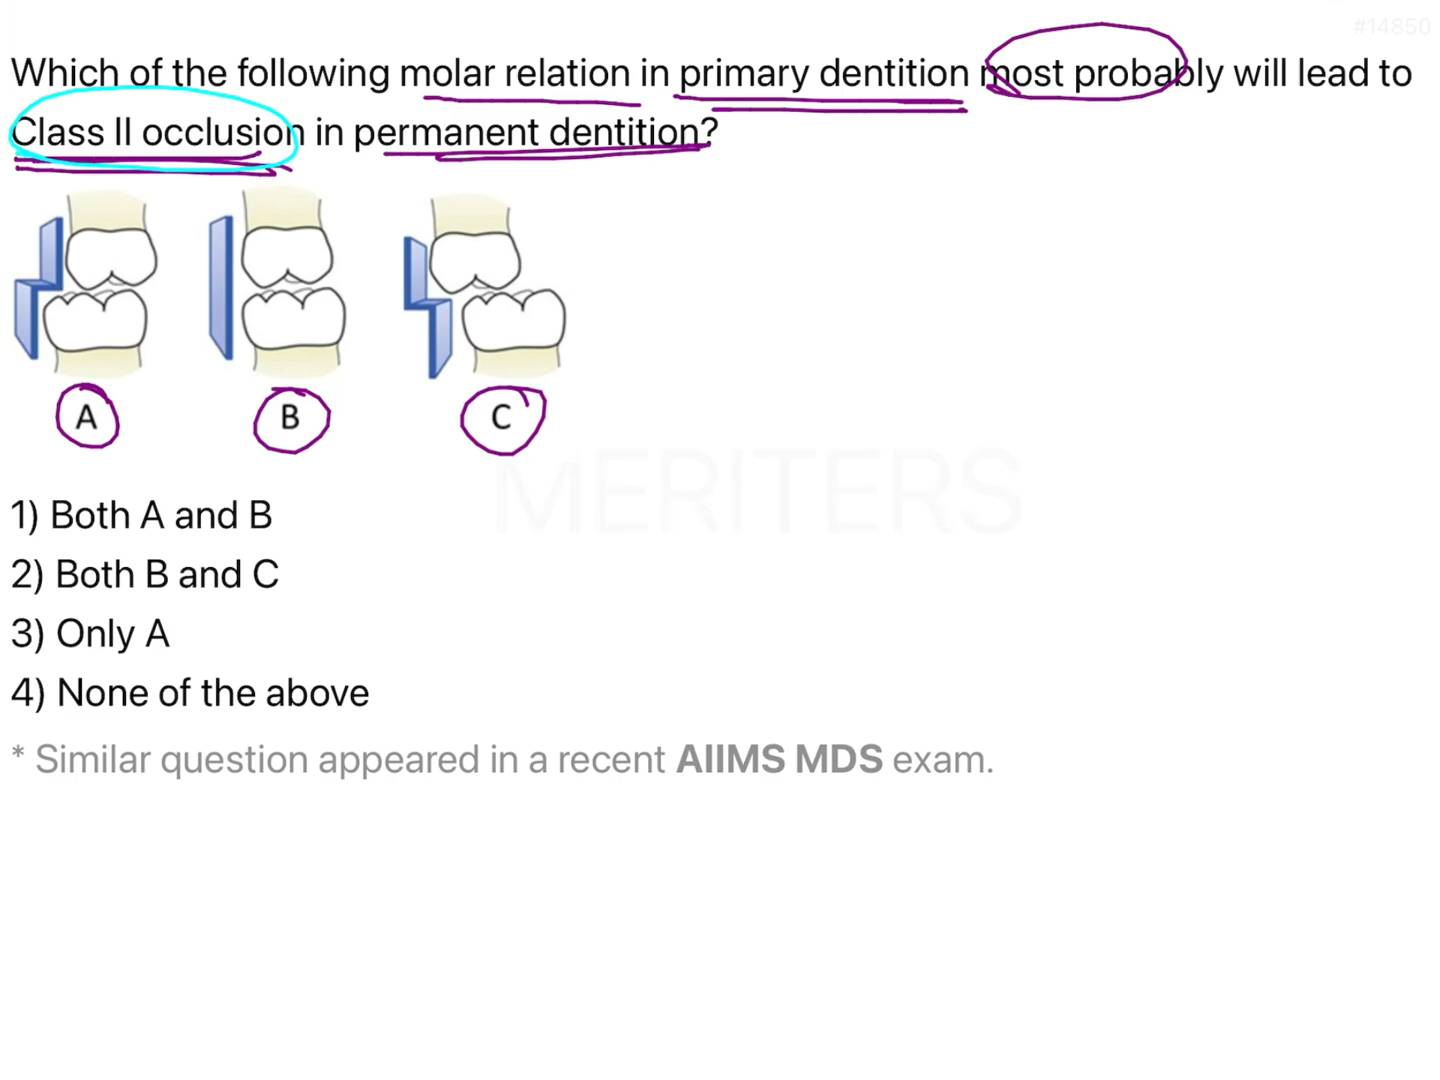 #14850
Which of the following molar relation in primary dentition most probably will lead to
Class II occlusion in permanent dentition?
A B C
MERITERS
1) Both A and B
2) Both B and C
3) Only A
4) None of the above
* Similar question appeared in a recent AIIMS MDS exam.